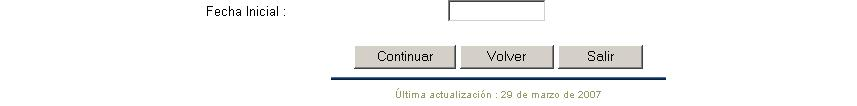 Fecha Inicial :
Continuar Volver Salir
Última actualización : 29 de marzo de 2007